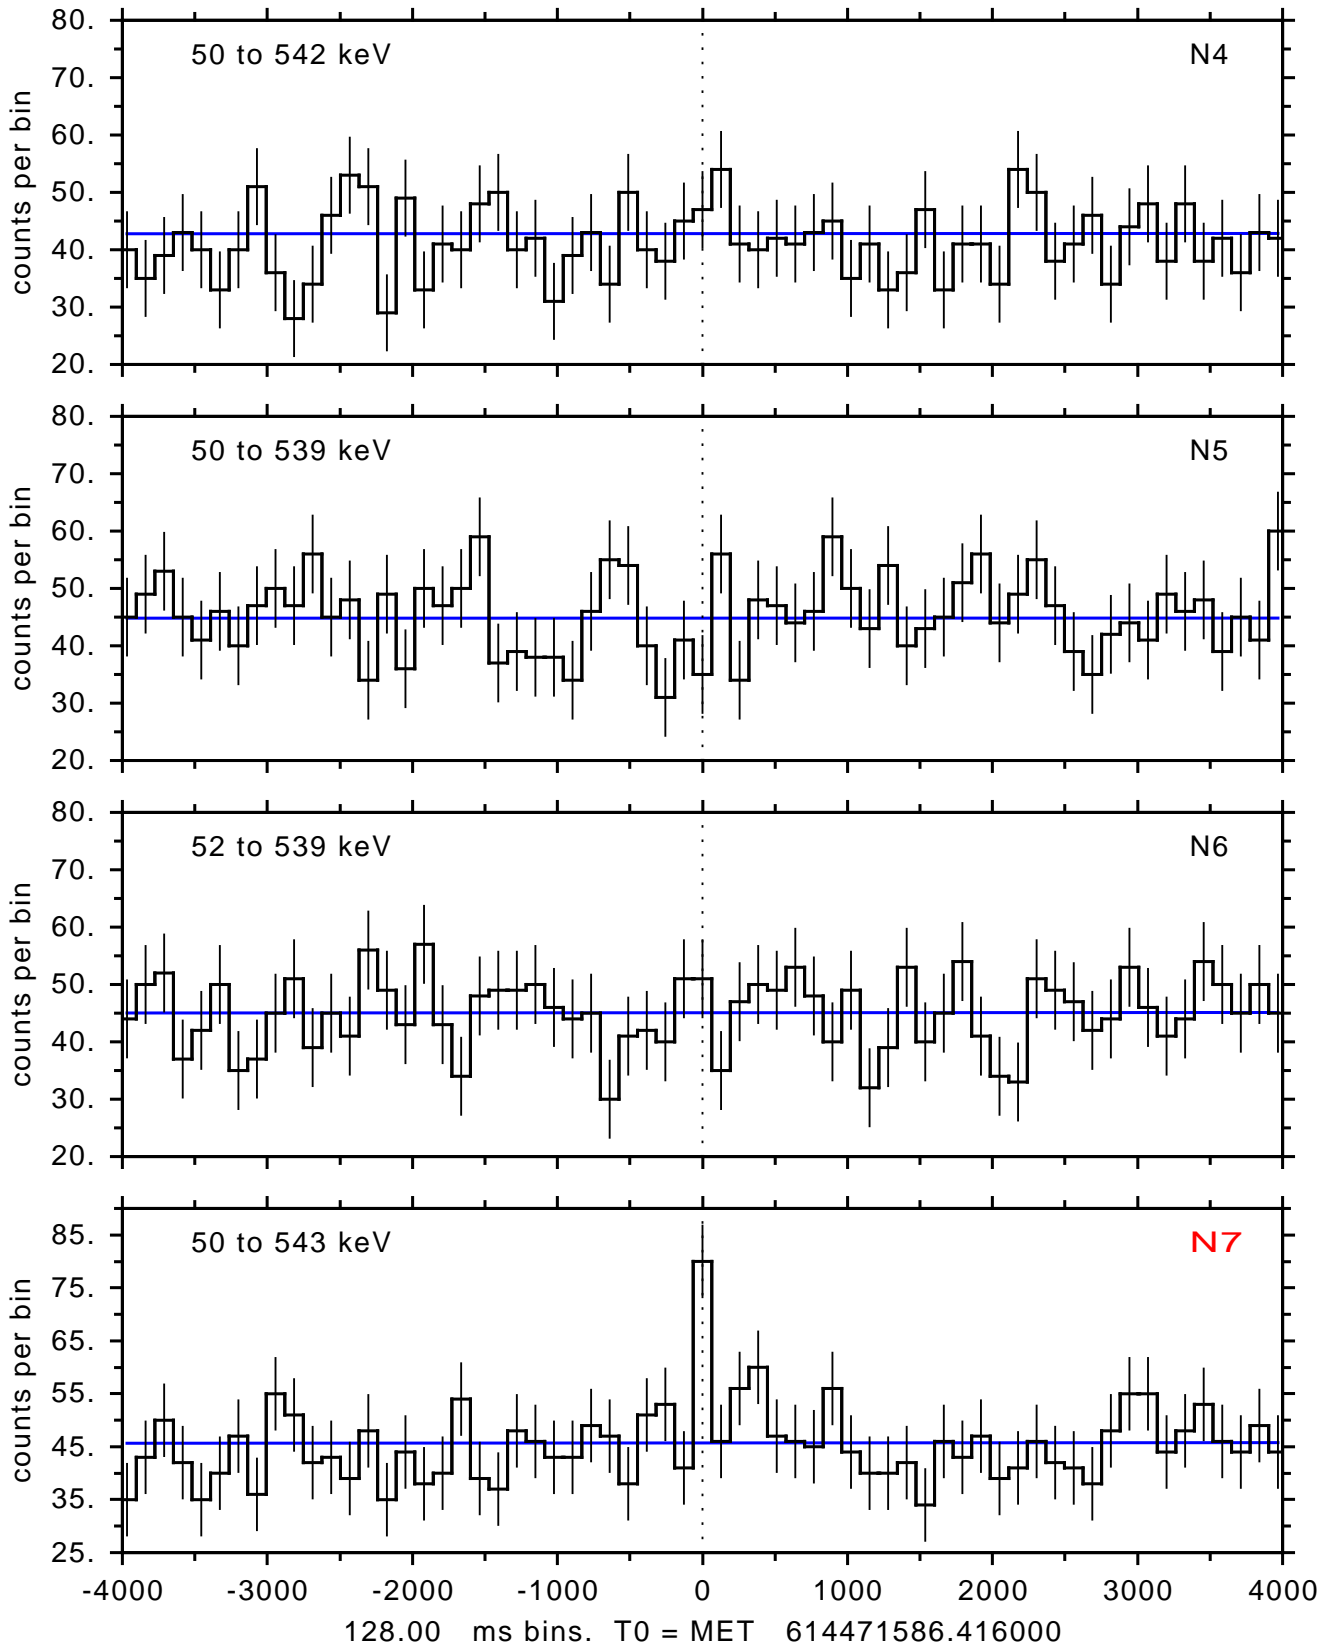 80.
50 to 542 keV N4
70.
60.
50.
40.
30.
20.
counts per bin
80.
50 to 539 keV N5
70.
60.
50.
40.
30.
20.
counts per bin
80.
52 to 539 keV N6
70.
60.
50.
40.
30.
20.
counts per bin
85.
50 to 543 keV N7
75.
65.
55.
45.
35.
25.
counts per bin
-4000 -3000 -2000 -1000 0 1000 2000 3000 4000
128.00 ms bins. T0 = MET 614471586.416000